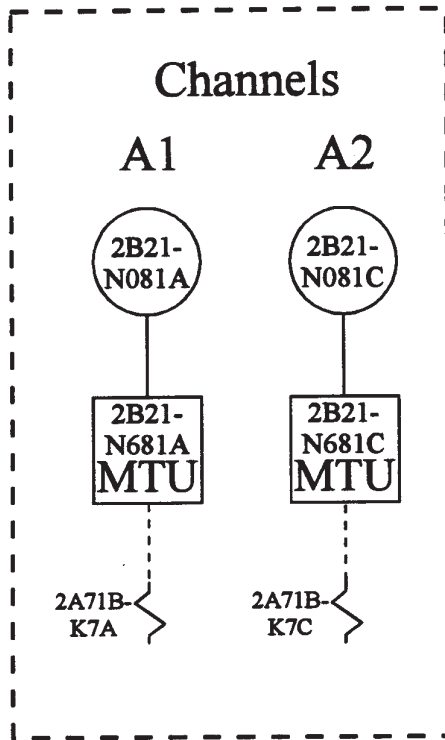 Channels
A1 A2
2B21-
N081A
2B21-
N081C
2B21-
N681A
MTU
2B21-
N681C
MTU
2A71B-
K7A
2A71B-
K7C